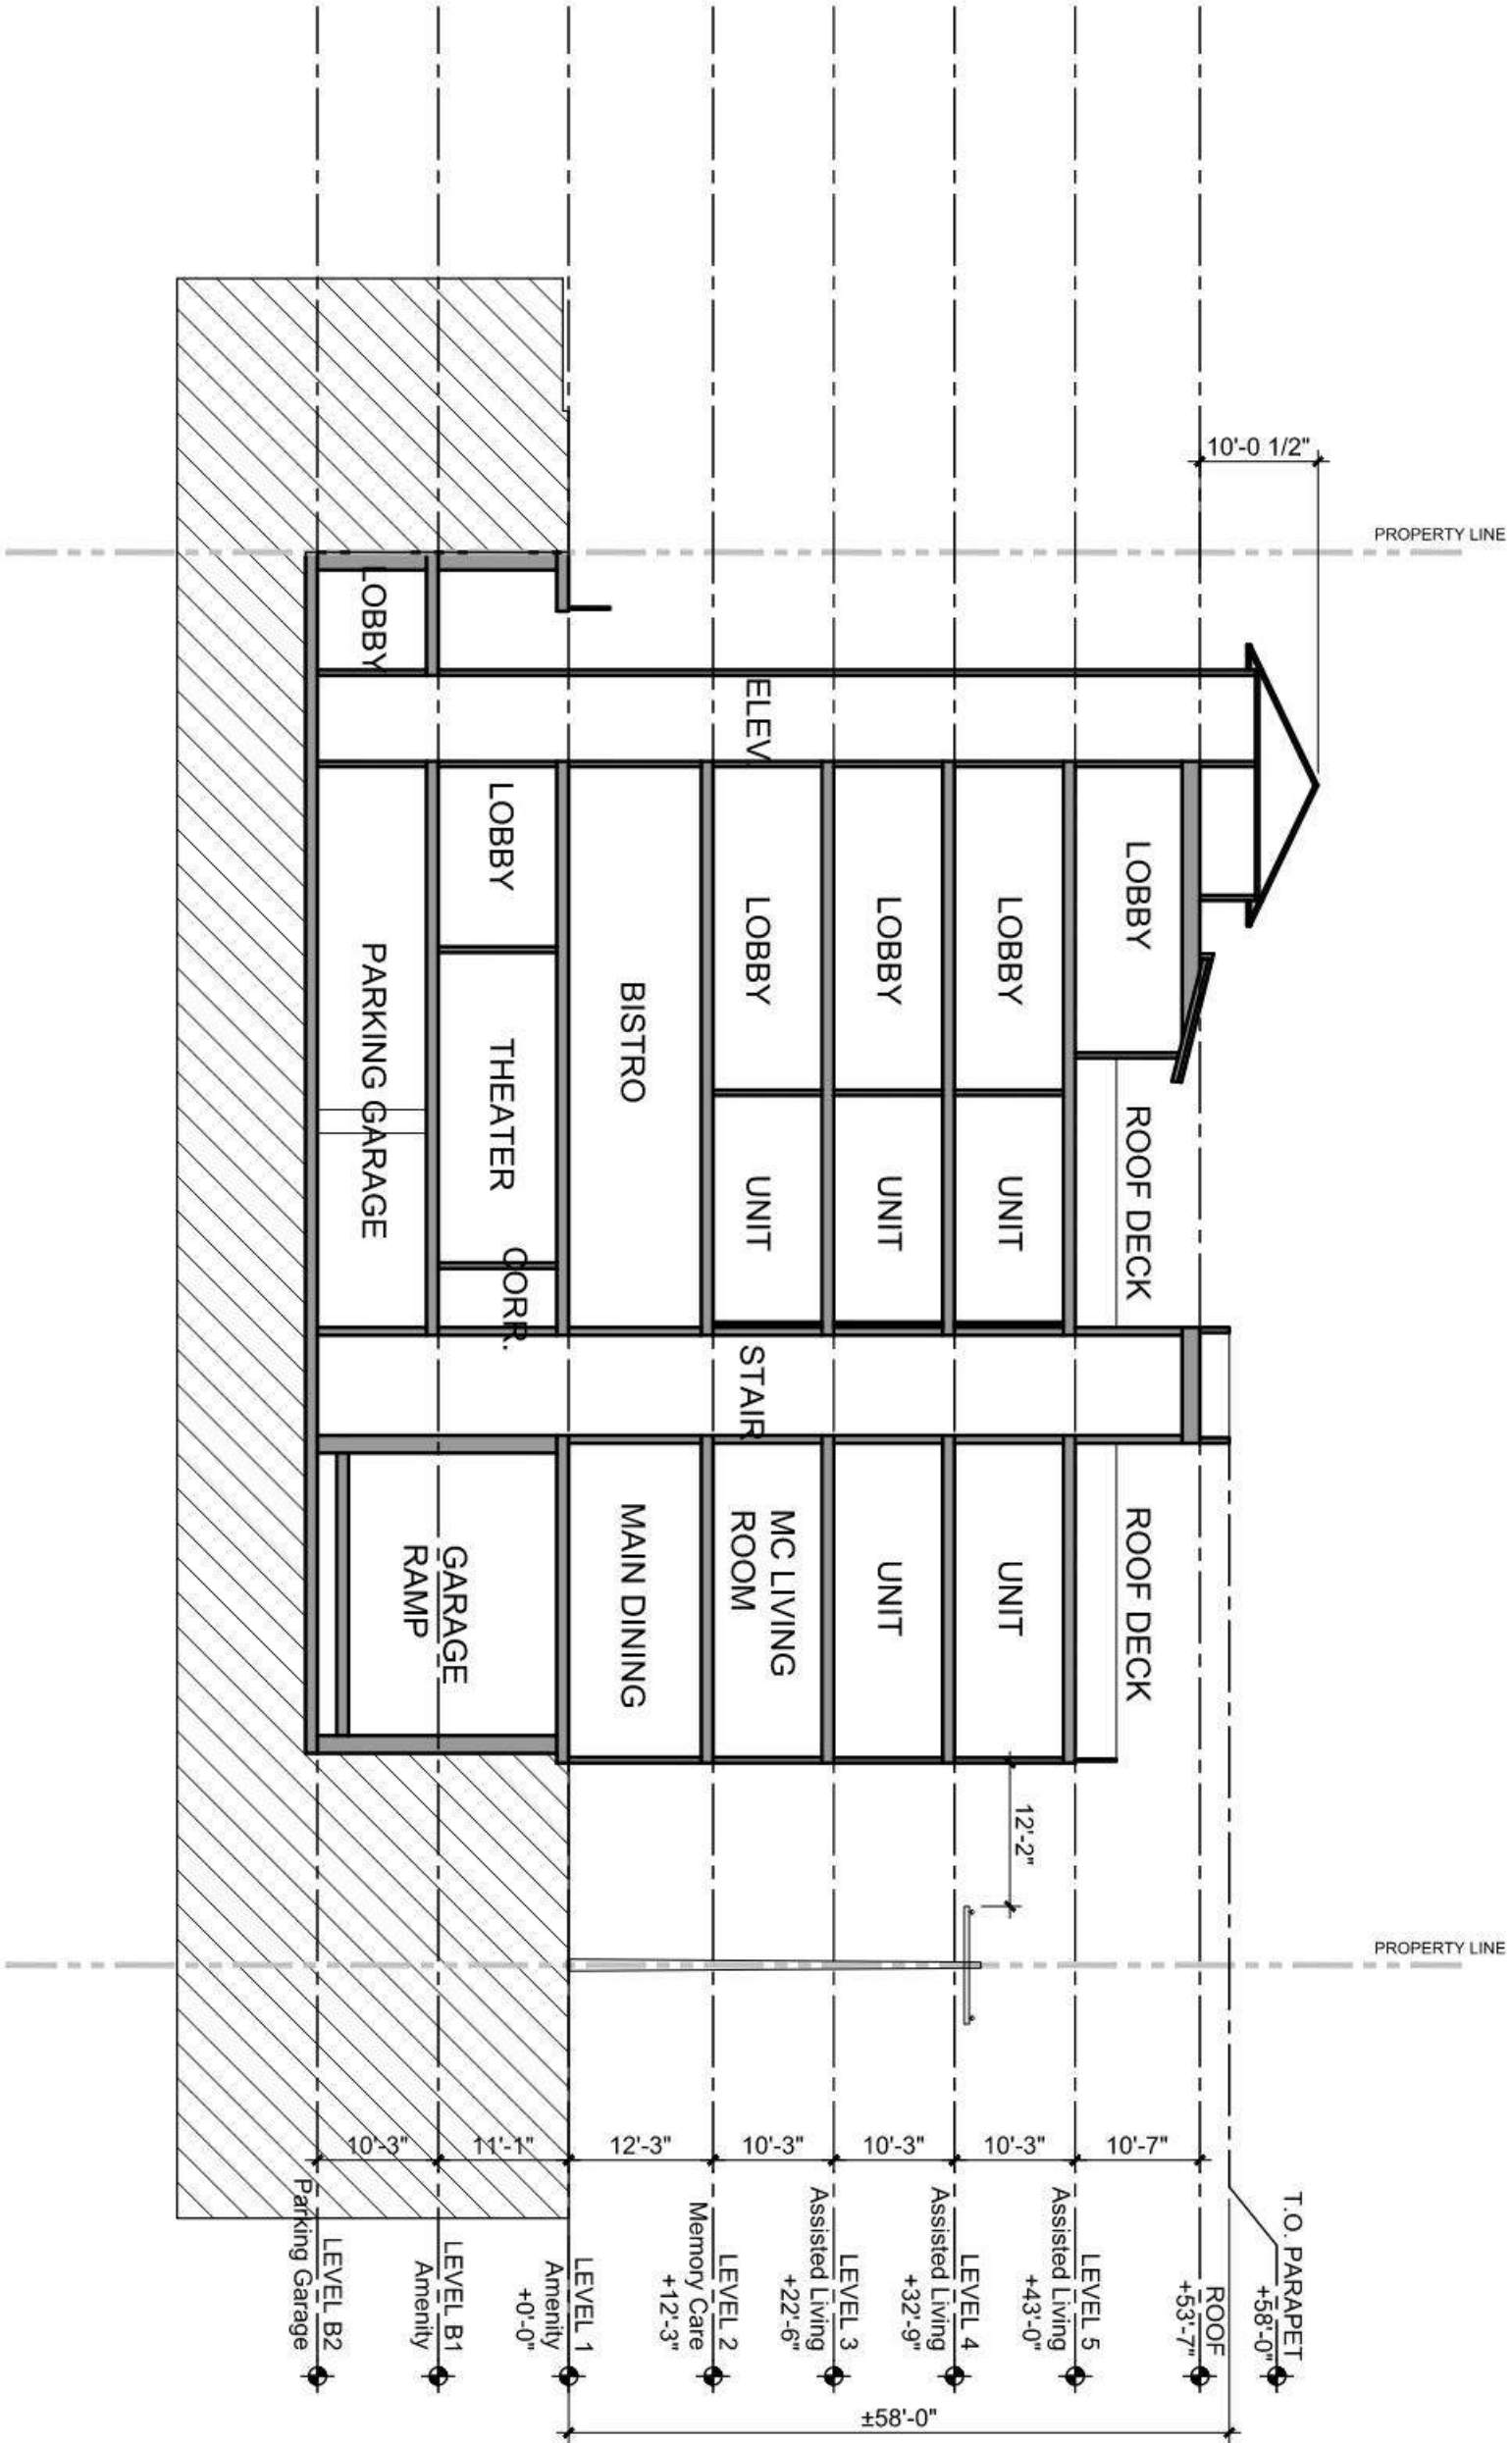 PROPERTY LINE
PROPERTY LINE
10'-0 1/2"
T.O. PARAPET
+58'-0"
ROOF
+53'-7"
10'-7"
LOBBY
ROOF DECK
ROOF DECK
LEVEL 5
Assisted Living
+43'-0"
10'-3"
LOBBY
UNIT
UNIT
12'-2"
LEVEL 4
Assisted Living
+32'-9"
10'-3"
LOBBY
UNIT
UNIT
LEVEL 3
Assisted Living
+22'-6"
10'-3"
ELEV.
LOBBY
UNIT
STAIR
MC LIVING
ROOM
LEVEL 2
Memory Care
+12'-3"
12'-3"
BISTRO
MAIN DINING
LEVEL 1
Amenity
+0'-0"
±58'-0"
11'-1"
LOBBY
THEATER
CORR.
GARAGE
RAMP
LEVEL B1
Amenity
10'-3"
LOBBY
PARKING GARAGE
LEVEL B2
Parking Garage